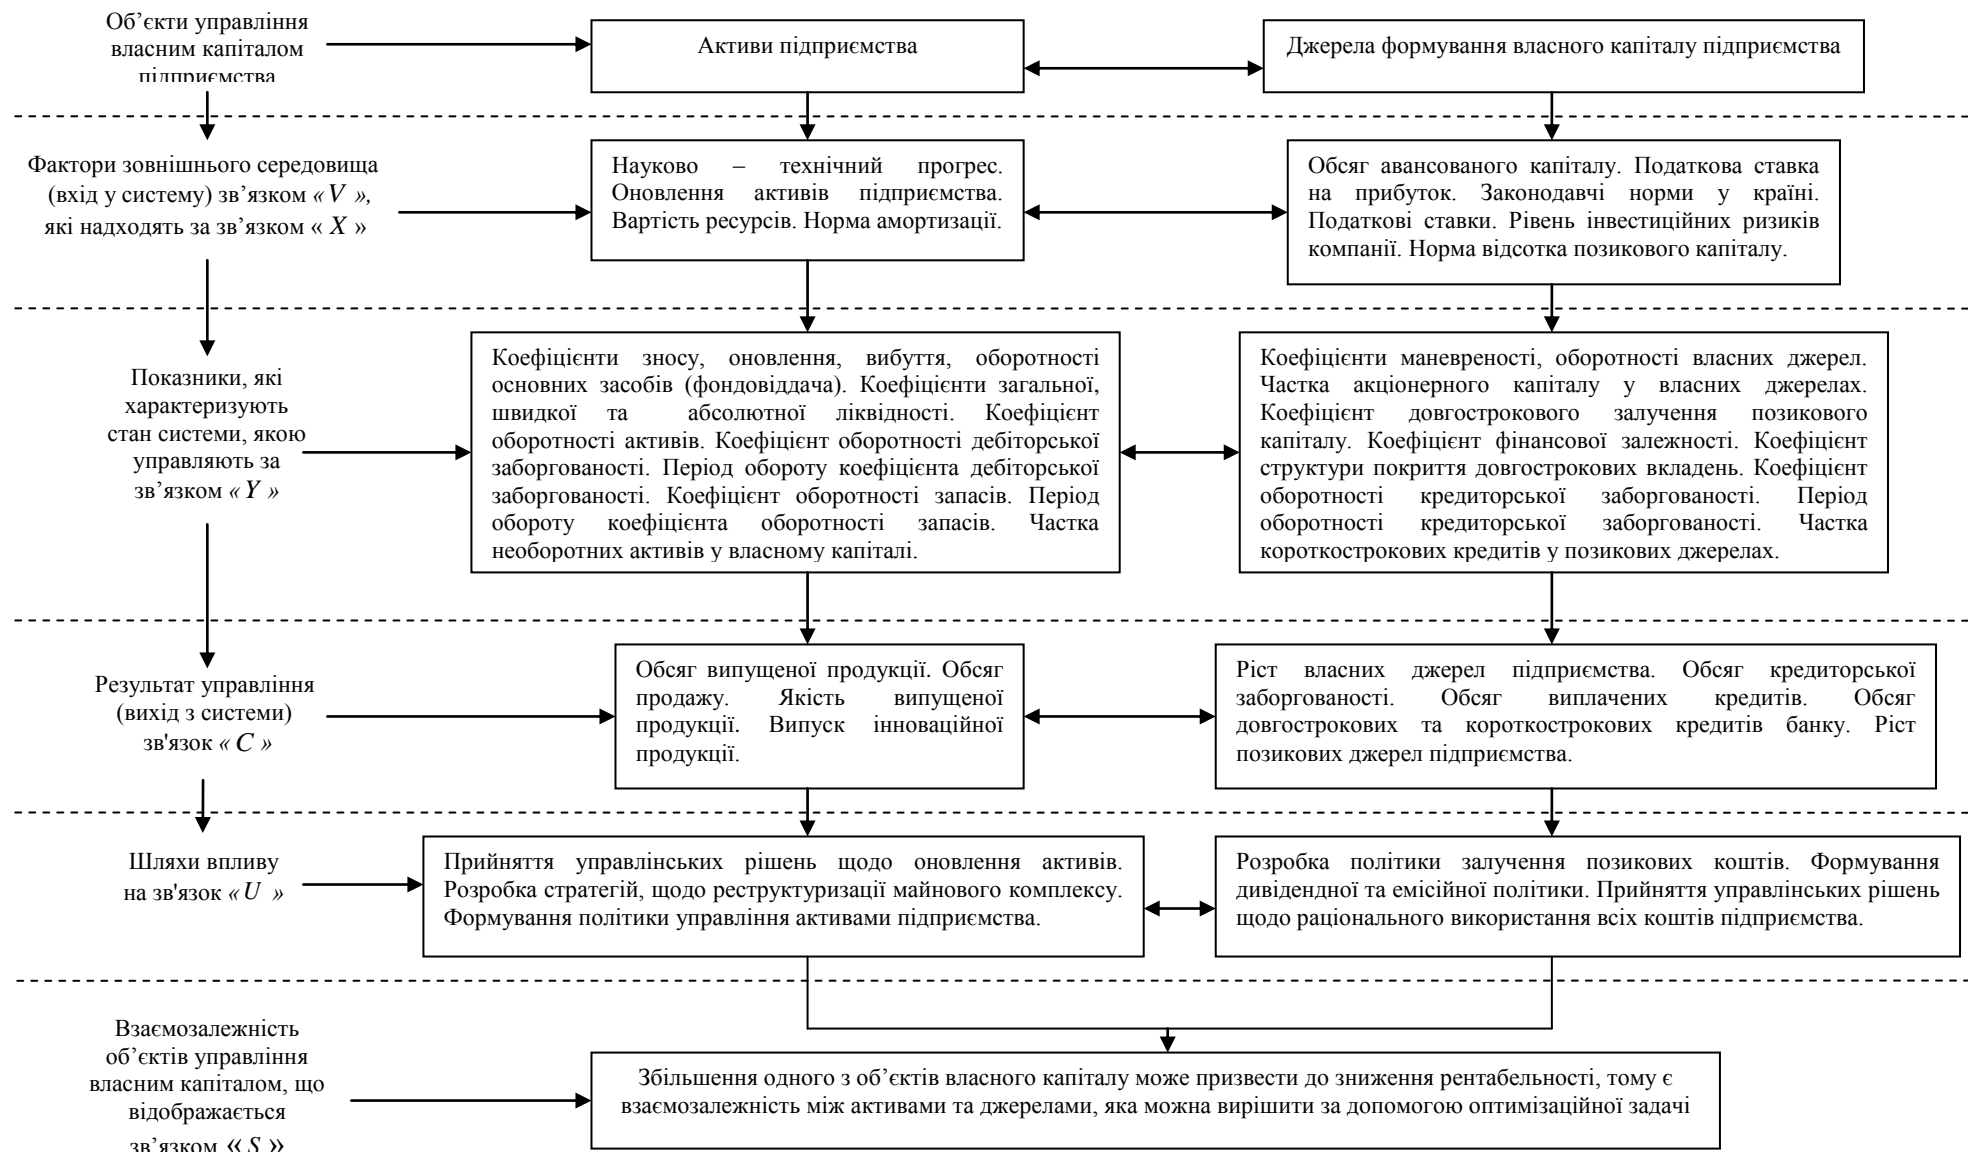 Об’єкти управління
власним капіталом
підприємства
Активи підприємства
Джерела формування власного капіталу підприємства
Фактори зовнішнього середовища
(вхід у систему) зв’язком «V »,
які надходять за зв’язком « X »
Науково – технічний прогрес.
Оновлення активів підприємства.
Вартість ресурсів. Норма амортизації.
Обсяг авансованого капіталу. Податкова ставка
на прибуток. Законодавчі норми у країні.
Податкові ставки. Рівень інвестиційних ризиків
компанії. Норма відсотка позикового капіталу.
Показники, які
характеризують
стан системи, якою
управляють за
зв’язком «Y »
Коефіцієнти зносу, оновлення, вибуття, оборотності
основних засобів (фондовіддача). Коефіцієнти загальної,
швидкої та абсолютної ліквідності. Коефіцієнт
оборотності активів. Коефіцієнт оборотності дебіторської
заборгованості. Період обороту коефіцієнта дебіторської
заборгованості. Коефіцієнт оборотності запасів. Період
обороту коефіцієнта оборотності запасів. Частка
необоротних активів у власному капіталі.
Коефіцієнти маневреності, оборотності власних джерел.
Частка акціонерного капіталу у власних джерелах.
Коефіцієнт довгострокового залучення позикового
капіталу. Коефіцієнт фінансової залежності. Коефіцієнт
структури покриття довгострокових вкладень. Коефіцієнт
оборотності кредиторської заборгованості. Період
оборотності кредиторської заборгованості. Частка
короткострокових кредитів у позикових джерелах.
Результат управління
(вихід з системи)
зв'язок « C »
Обсяг випущеної продукції. Обсяг
продажу. Якість випущеної
продукції. Випуск інноваційної
продукції.
Ріст власних джерел підприємства. Обсяг кредиторської
заборгованості. Обсяг виплачених кредитів. Обсяг
довгострокових та короткострокових кредитів банку. Ріст
позикових джерел підприємства.
Шляхи впливу
на зв'язок «U »
Прийняття управлінських рішень щодо оновлення активів.
Розробка стратегій, щодо реструктуризації майнового комплексу.
Формування політики управління активами підприємства.
Розробка політики залучення позикових коштів. Формування
дивідендної та емісійної політики. Прийняття управлінських рішень
щодо раціонального використання всіх коштів підприємства.
Взаємозалежність
об’єктів управління
власним капіталом, що
відображається
зв’язком « S »
Збільшення одного з об’єктів власного капіталу може призвести до зниження рентабельності, тому є
взаємозалежність між активами та джерелами, яка можна вирішити за допомогою оптимізаційної задачі